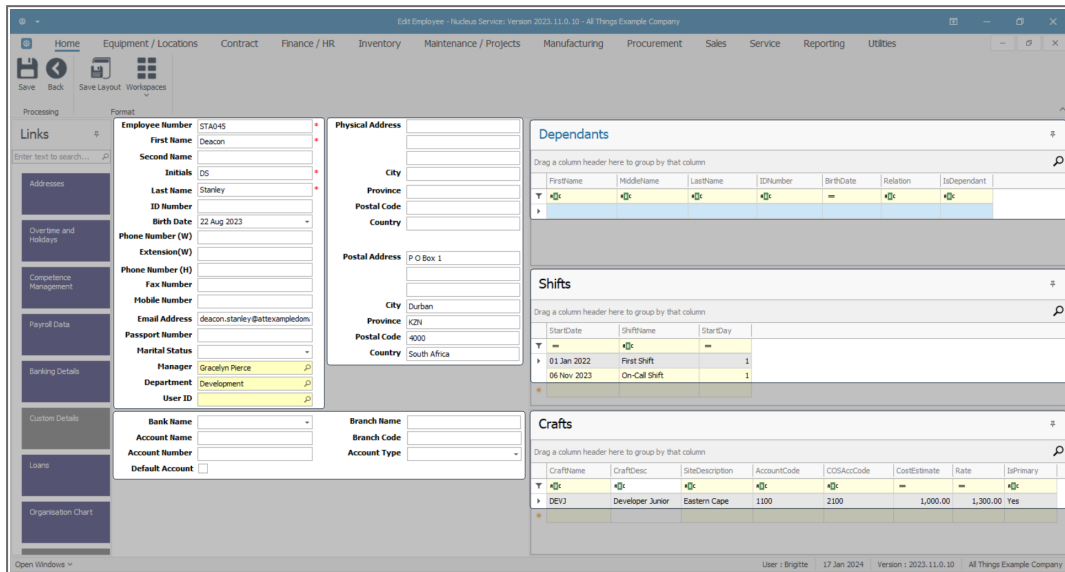 Edit Employee - Nucleus Service: Version 2023.11.0.10 - All Things Example Company
Home Equipment / Locations Contract Finance / HR Inventory Maintenance / Projects Manufacturing Procurement Sales Service Reporting Utilities
Save Back Save Layout Workspaces
Processing Format
Links
Enter text to search...
Addresses
Overtime and Holidays
Competence Management
Payroll Data
Banking Details
Custom Details
Loans
Organisation Chart
Employee Number STA045 *
First Name Deacon *
Second Name
Initials DS *
Last Name Stanley *
ID Number
Birth Date 22 Aug 2023
Phone Number (W)
Extension(W)
Phone Number (H)
Fax Number
Mobile Number
Email Address deacon.stanley@attexampledom
Passport Number
Marital Status
Manager Gracelyn Pierce
Department Development
User ID
Physical Address
City
Province
Postal Code
Country
Postal Address P O Box 1
City Durban
Province KZN
Postal Code 4000
Country South Africa
Bank Name
Account Name
Account Number
Default Account
Branch Name
Branch Code
Account Type
Dependants
Drag a column header here to group by that column
FirstName MiddleName LastName IDNumber BirthDate Relation IsDependant
Shifts
Drag a column header here to group by that column
StartDate ShiftName StartDay
01 Jan 2022 First Shift 1
06 Nov 2023 On-Call Shift 1
Crafts
Drag a column header here to group by that column
CraftName CraftDesc SiteDescription AccountCode COSAccCode CostEstimate Rate IsPrimary
DEVJ Developer Junior Eastern Cape 1100 2100 1,000.00 1,300.00 Yes
Open Windows User : Brigitte 17 Jan 2024 Version : 2023.11.0.10 All Things Example Company